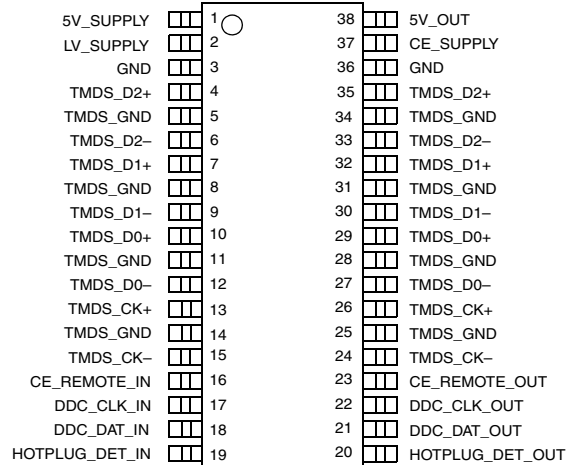 5V_SUPPLY 1 38 5V_OUT
LV_SUPPLY 2 37 CE_SUPPLY
GND 3 36 GND
TMDS_D2+ 4 35 TMDS_D2+
TMDS_GND 5 34 TMDS_GND
TMDS_D2– 6 33 TMDS_D2–
TMDS_D1+ 7 32 TMDS_D1+
TMDS_GND 8 31 TMDS_GND
TMDS_D1– 9 30 TMDS_D1–
TMDS_D0+ 10 29 TMDS_D0+
TMDS_GND 11 28 TMDS_GND
TMDS_D0– 12 27 TMDS_D0–
TMDS_CK+ 13 26 TMDS_CK+
TMDS_GND 14 25 TMDS_GND
TMDS_CK– 15 24 TMDS_CK–
CE_REMOTE_IN 16 23 CE_REMOTE_OUT
DDC_CLK_IN 17 22 DDC_CLK_OUT
DDC_DAT_IN 18 21 DDC_DAT_OUT
HOTPLUG_DET_IN 19 20 HOTPLUG_DET_OUT